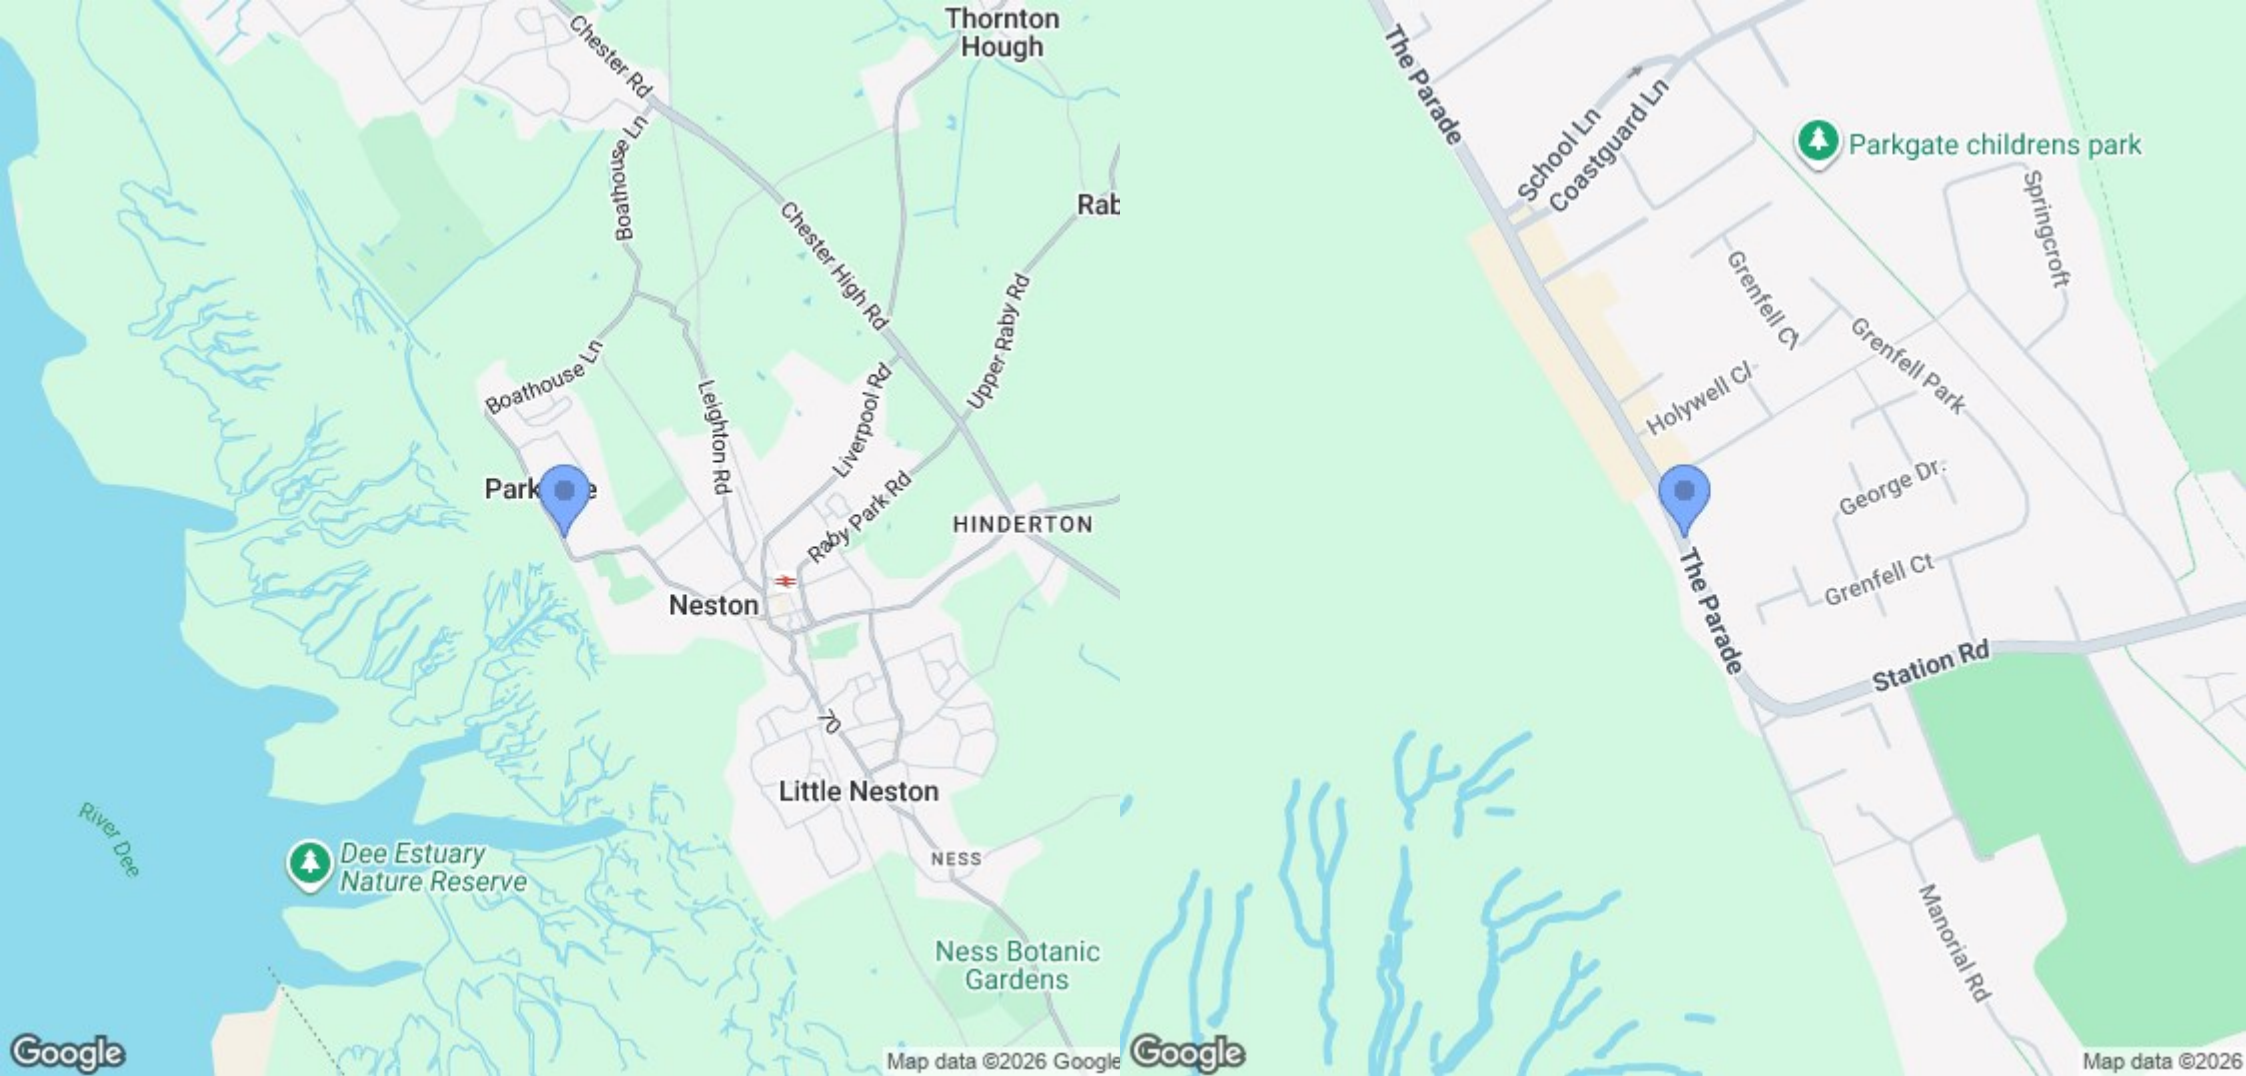 Thornton
Hough
Chester Rd
Boathouse Ln
Rab
Chester High Rd
Upper Raby Rd
Boathouse Ln
Leighton Rd
Liverpool Rd
Raby Park Rd
HINDERTON
Neston
70
Little Neston
River Dee
Dee Estuary
Nature Reserve
NESS
Ness Botanic
Gardens
Google
Map data ©2026 Google
The Parade
School Ln
Coastguard Ln
Parkgate childrens park
Springcroft
Grenfell Cl
Grenfell Park
Holywell Cl
George Dr.
Grenfell Ct
The Parade
Station Rd
Manorial Rd
Google
Map data ©2026